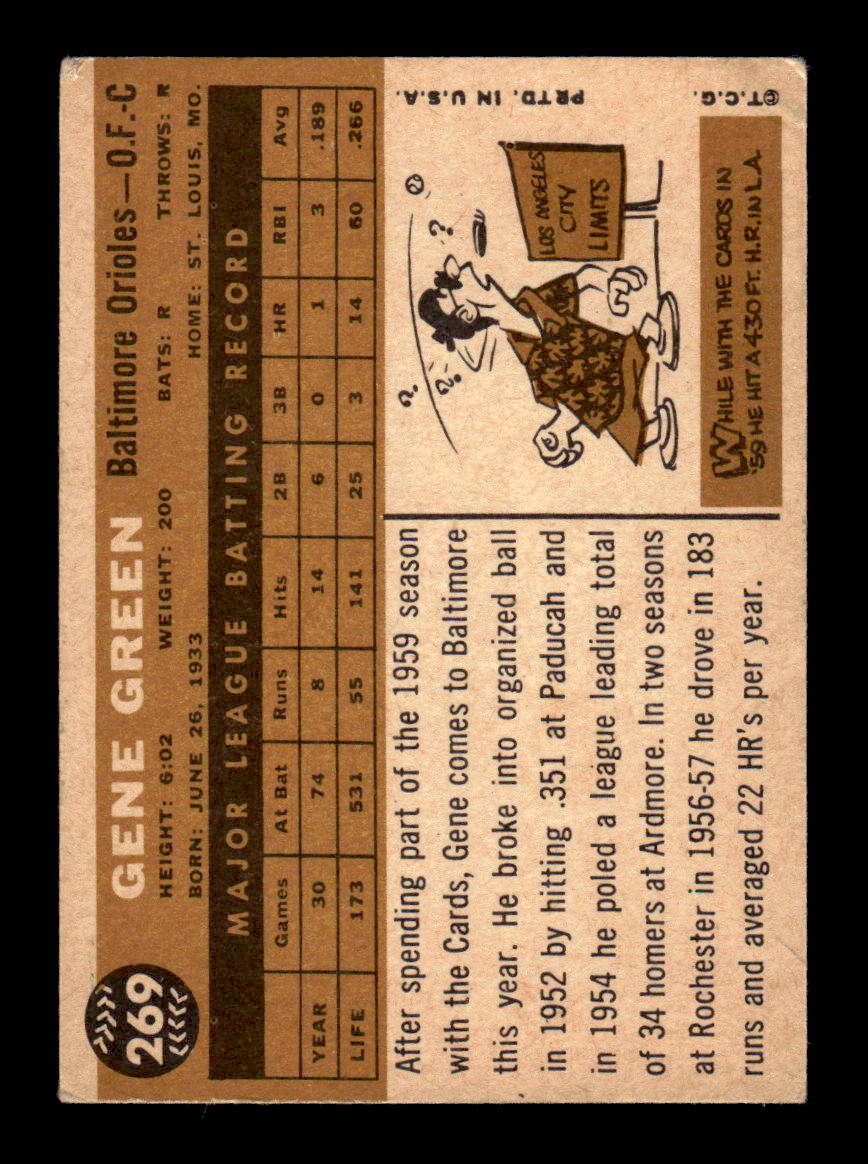 269
GENE GREEN Baltimore Orioles—O.F.-C
HEIGHT: 6:02 WEIGHT: 200 BATS: R THROWS: R
BORN: JUNE 26, 1933 HOME: ST. LOUIS, MO.
MAJOR LEAGUE BATTING RECORD
Games At Bat Runs Hits 2B 3B HR RBI Avg
YEAR 30 74 8 14 6 0 1 3 .189
LIFE 173 531 55 141 25 3 14 60 .266
After spending part of the 1959 season
with the Cards, Gene comes to Baltimore
this year. He broke into organized ball
in 1952 by hitting .351 at Paducah and
in 1954 he poled a league leading total
of 34 homers at Ardmore. In two seasons
at Rochester in 1956-57 he drove in 183
runs and averaged 22 HR's per year.
? ? ?
LOS ANGELES
CITY
LIMITS
WHILE WITH THE CARDS IN
'59 HE HIT A 430 FT. H.R. IN L.A.
© T.C.G. PRTD. IN U.S.A.